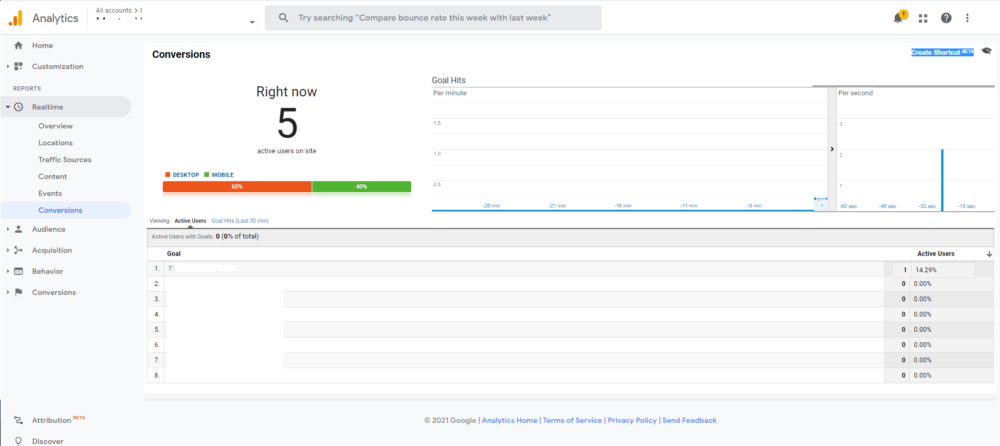 Analytics
All accounts >
Try searching “Compare bounce rate this week with last week”
1
Home
Customization
REPORTS
Realtime
Overview
Locations
Traffic Sources
Content
Events
Conversions
Audience
Acquisition
Behavior
Conversions
Attribution BETA
Discover
Conversions
Create Shortcut BETA
Right now
5
active users on site
DESKTOP MOBILE
60% 40%
Goal Hits
Per minute
1.5
1.0
0.5
-26 min -21 min -16 min -11 min -6 min
min
-1
Per second
3
2
1
-60 sec -45 sec -30 sec -15 sec
Viewing: Active Users Goal Hits (Last 30 min)
Active Users with Goals: 0 (0% of total)
Goal Active Users
1. 7: 1 14.29%
2. 0 0.00%
3. 0 0.00%
4. 0 0.00%
5. 0 0.00%
6. 0 0.00%
7. 0 0.00%
8. 0 0.00%
© 2021 Google | Analytics Home | Terms of Service | Privacy Policy | Send Feedback